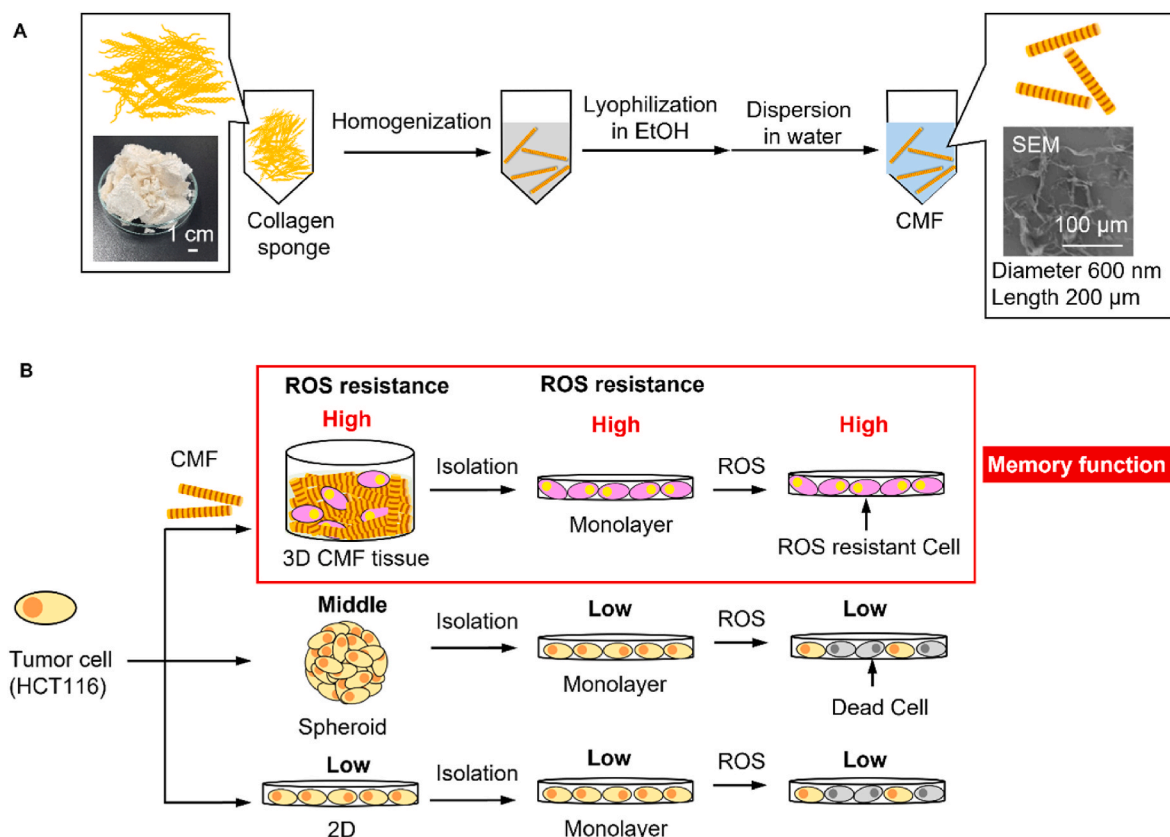 A
1 cm
Collagen
sponge
Homogenization
Lyophilization
in EtOH
Dispersion
in water
CMF
SEM
100 μm
Diameter 600 nm
Length 200 μm
B
Tumor cell
(HCT116)
CMF
ROS resistance
High
3D CMF tissue
Isolation
ROS resistance
High
Monolayer
ROS
High
ROS resistant Cell
Memory function
Middle
Spheroid
Isolation
Low
Monolayer
ROS
Low
Dead Cell
Low
2D
Isolation
Low
Monolayer
ROS
Low